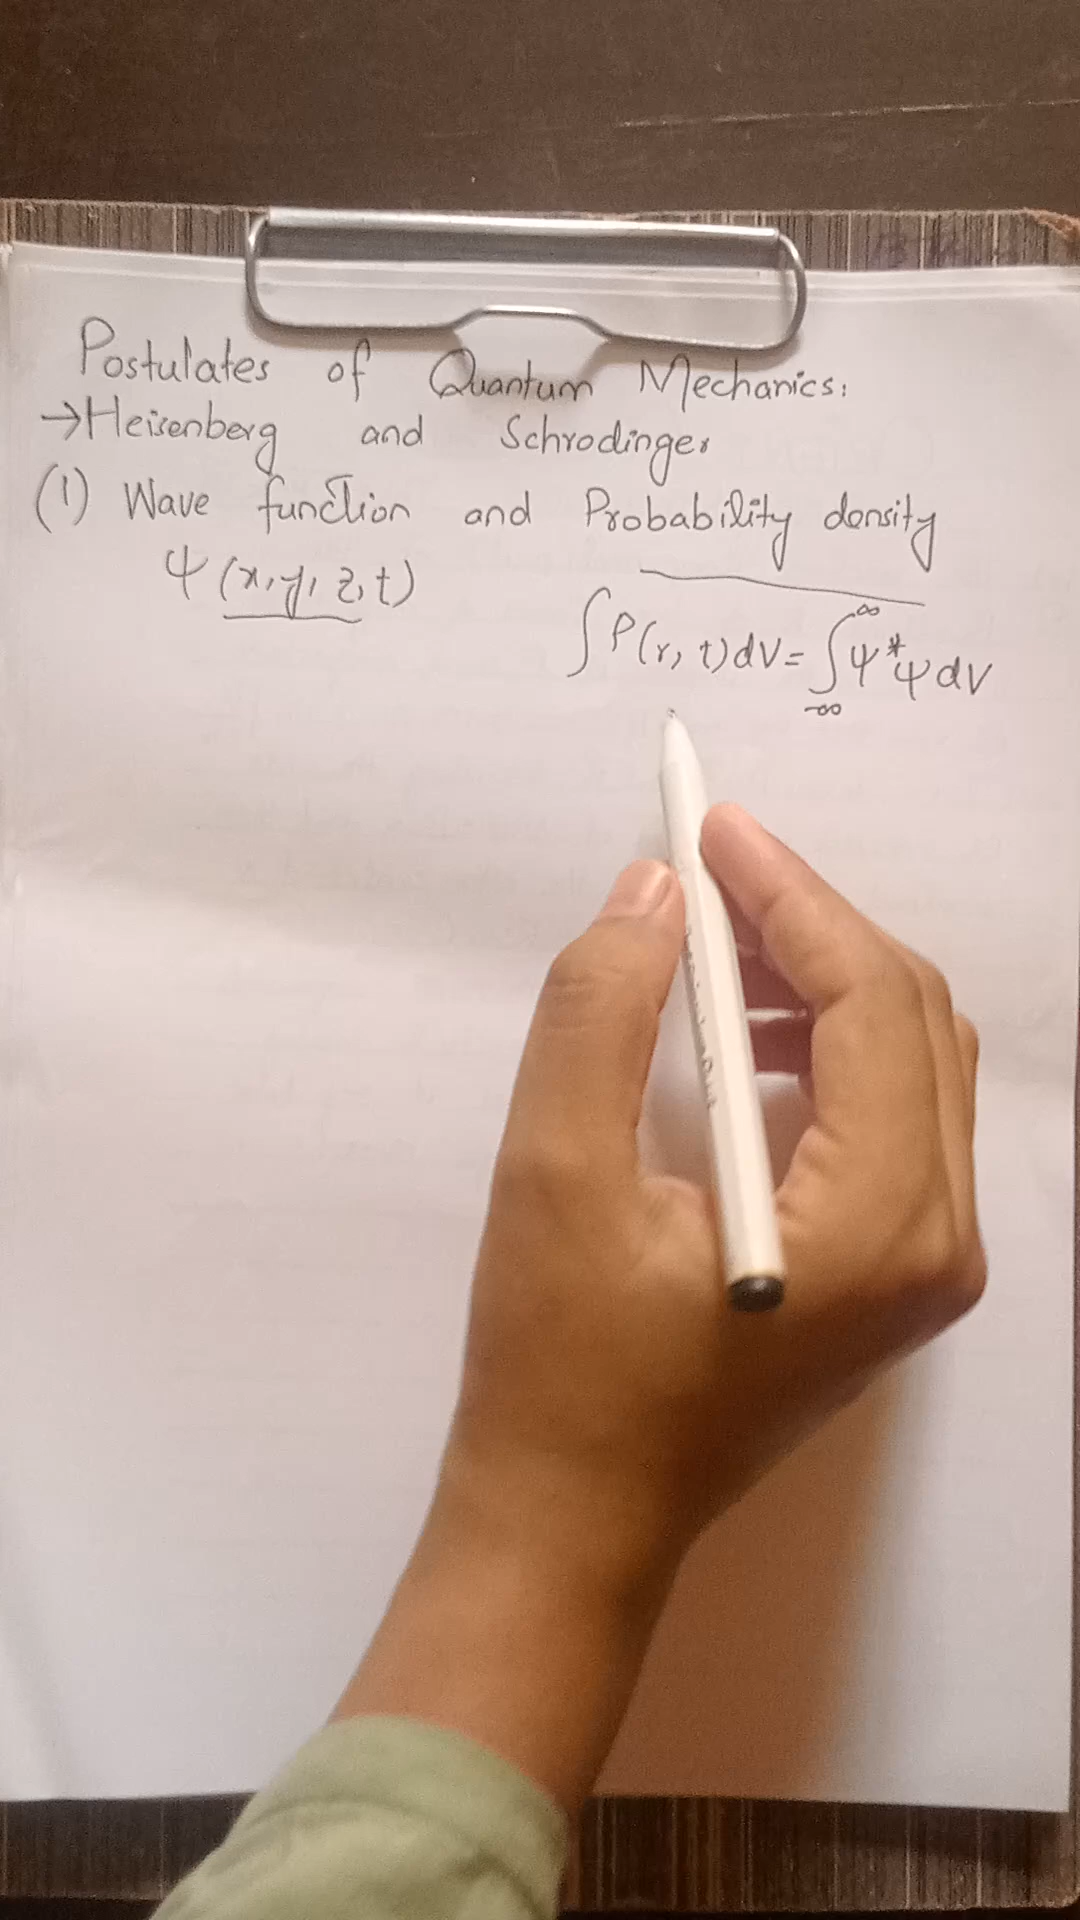 Postulates of Quantum Mechanics:
→Heisenberg and Schrodinger
(1) Wave function and Probability density
Ψ (x, y, z, t)
∫P(r, t)dV = ∫_{-∞}^{∞} Ψ*Ψ dV